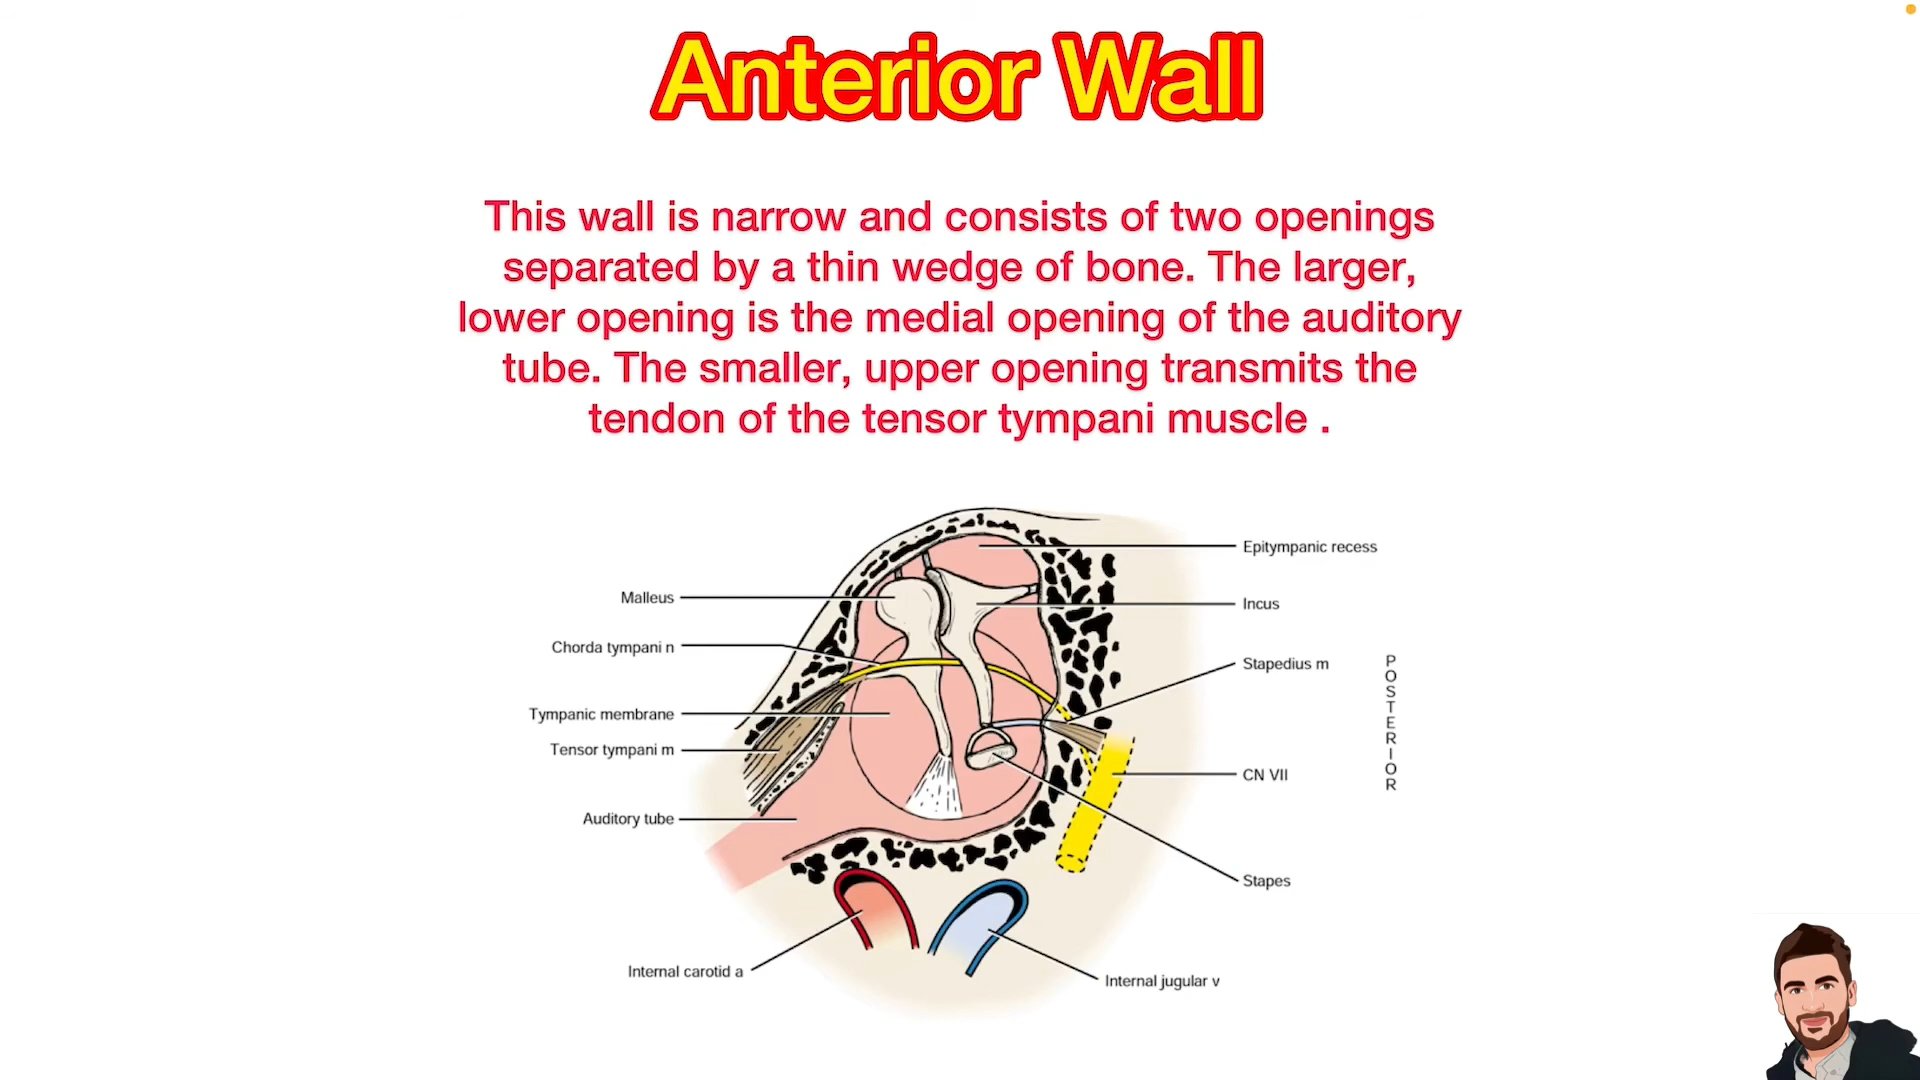 Anterior Wall
This wall is narrow and consists of two openings
separated by a thin wedge of bone. The larger,
lower opening is the medial opening of the auditory
tube. The smaller, upper opening transmits the
tendon of the tensor tympani muscle .
Epitympanic recess
Malleus
Incus
Chorda tympani n
Stapedius m
POSTERIOR
Tympanic membrane
Tensor tympani m
CN VII
Auditory tube
Stapes
Internal carotid a
Internal jugular v